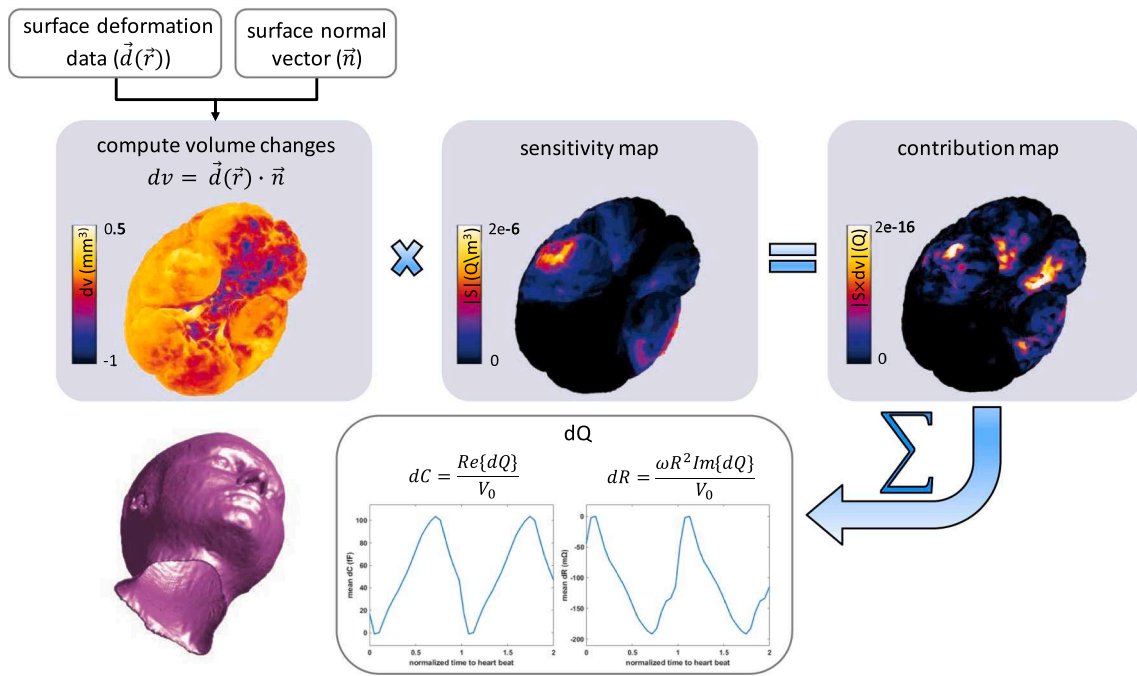 surface deformation
data (d⃗(r⃗))
surface normal
vector (n⃗)
compute volume changes
dv = d⃗(r⃗) · n⃗
0.5
dv (mm³)
-1
sensitivity map
2e-6
|S|(Q\m³)
0
contribution map
2e-16
|S×dv|(Q)
0
Σ
dQ
dC = Re{dQ} / V₀
dR = ωR²Im{dQ} / V₀
mean dC (fF)
100
80
60
40
20
0
0 0.5 1 1.5 2
normalized time to heart beat
mean dR (mΩ)
0
-50
-100
-150
-200
0 0.5 1 1.5 2
normalized time to heart beat